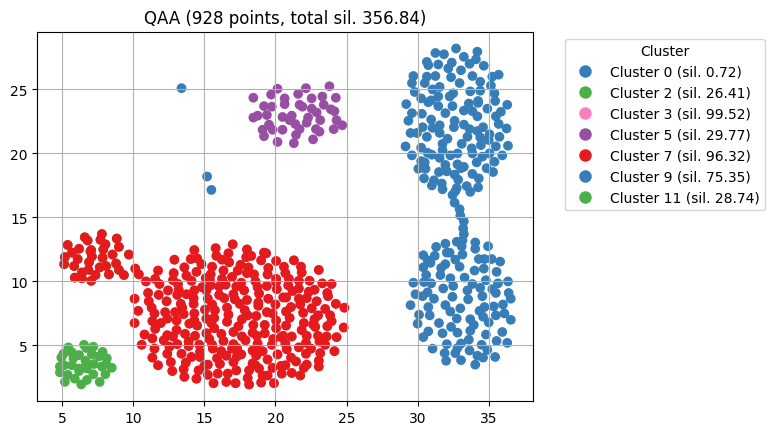 QAA (928 points, total sil. 356.84)
25
20
15
10
5
5
10
15
20
25
30
35
Cluster
Cluster 0 (sil. 0.72)
Cluster 2 (sil. 26.41)
Cluster 3 (sil. 99.52)
Cluster 5 (sil. 29.77)
Cluster 7 (sil. 96.32)
Cluster 9 (sil. 75.35)
Cluster 11 (sil. 28.74)